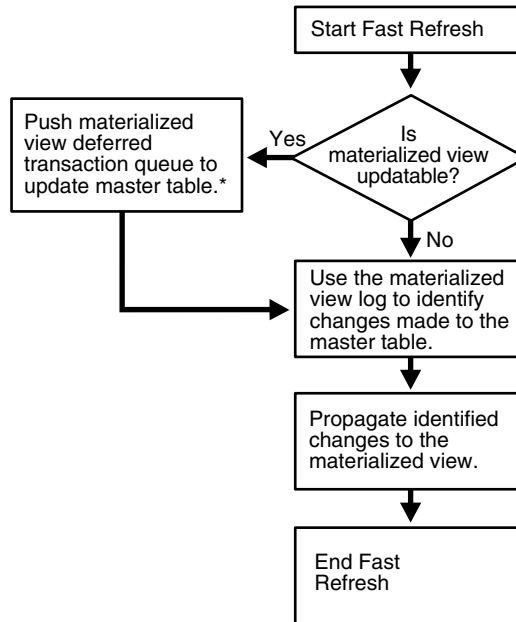 Start Fast Refresh
Is
materialized view
updatable?
Yes
Push materialized
view deferred
transaction queue to
update master table.*
No
Use the materialized
view log to identify
changes made to the
master table.
Propagate identified
changes to the
materialized view.
End Fast
Refresh